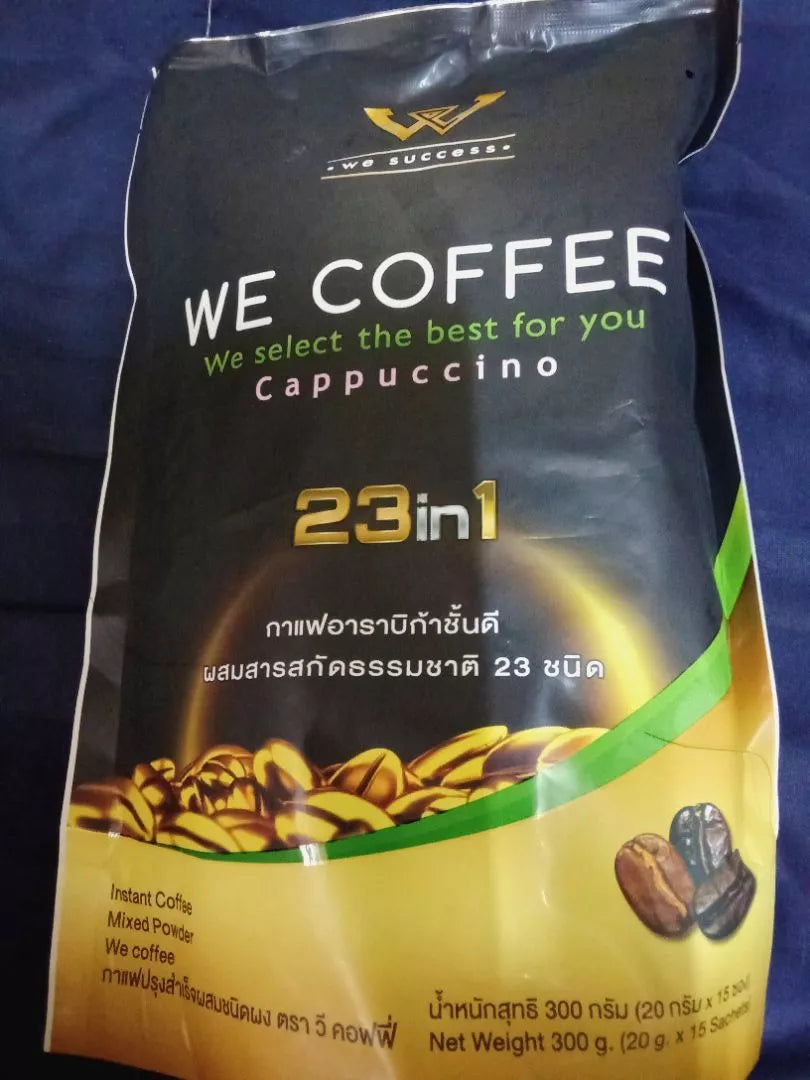 • we success •
WE COFFEE
We select the best for you
Cappuccino
23in1
กาแฟอาราบิก้าชั้นดี
ผสมสารสกัดธรรมชาติ 23 ชนิด
Instant Coffee
Mixed Powder
We coffee
กาแฟปรุงสำเร็จผสมชนิดผง ตรา วี คอฟฟี่
น้ำหนักสุทธิ 300 กรัม (20 กรัม x 15 ซอง)
Net Weight 300 g. (20 g. x 15 Sachets)